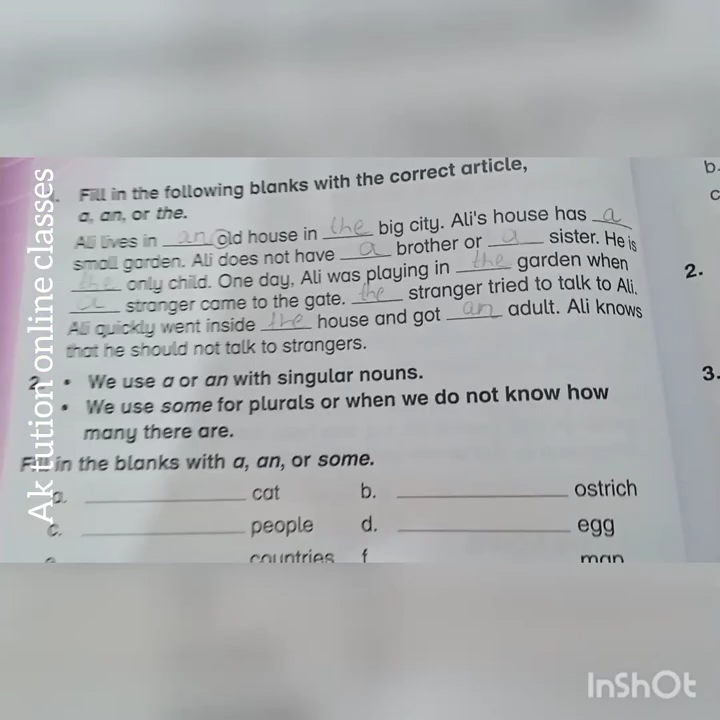 Fill in the following blanks with the correct article,
a, an, or the.
Ali lives in an old house in the big city. Ali's house has a
small garden. Ali does not have a brother or a sister. He is
the only child. One day, Ali was playing in the garden when
a stranger came to the gate. the stranger tried to talk to Ali.
Ali quickly went inside the house and got an adult. Ali knows
that he should not talk to strangers.
2. • We use a or an with singular nouns.
• We use some for plurals or when we do not know how
many there are.
Fill in the blanks with a, an, or some.
a. ___ cat b. ___ ostrich
c. ___ people d. ___ egg
countries f man
b.
c
2.
3.
Ak tution online classes
InShOt